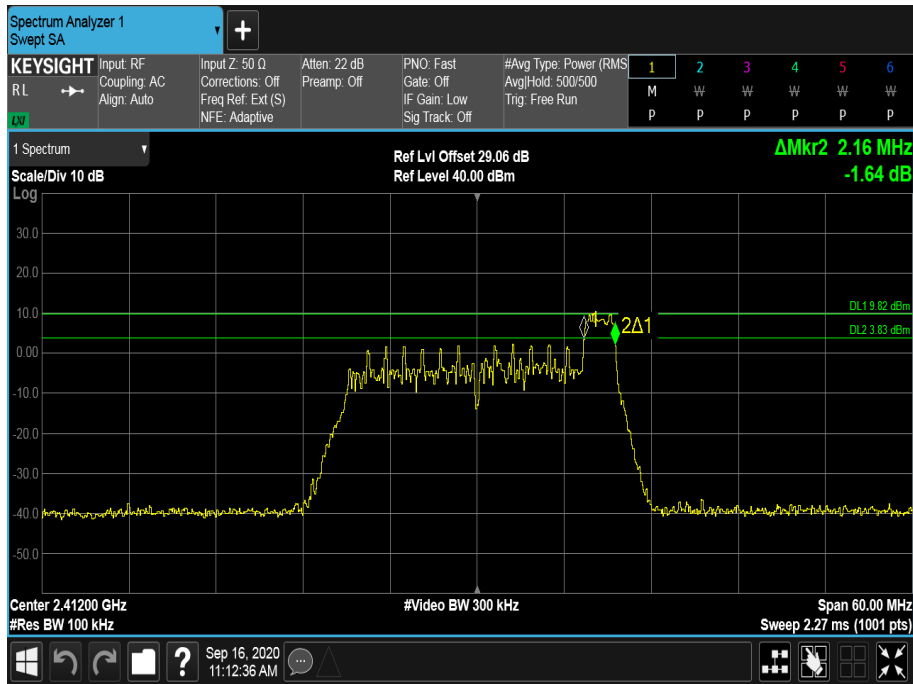 Spectrum Analyzer 1
Swept SA
+
KEYSIGHT
RL
LXI
Input: RF
Coupling: AC
Align: Auto
Input Z: 50 Ω
Corrections: Off
Freq Ref: Ext (S)
NFE: Adaptive
Atten: 22 dB
Preamp: Off
PNO: Fast
Gate: Off
IF Gain: Low
Sig Track: Off
#Avg Type: Power (RMS
Avg|Hold: 500/500
Trig: Free Run
1 2 3 4 5 6
M W W W W W
P P P P P P
1 Spectrum
Scale/Div 10 dB
Log
Ref Lvl Offset 29.06 dB
Ref Level 40.00 dBm
ΔMkr2 2.16 MHz
-1.64 dB
30.0
20.0
10.0
0.00
-10.0
-20.0
-30.0
-40.0
-50.0
DL1 9.82 dBm
DL2 3.83 dBm
1
2Δ1
Center 2.41200 GHz
#Res BW 100 kHz
#Video BW 300 kHz
Span 60.00 MHz
Sweep 2.27 ms (1001 pts)
?
Sep 16, 2020
11:12:36 AM